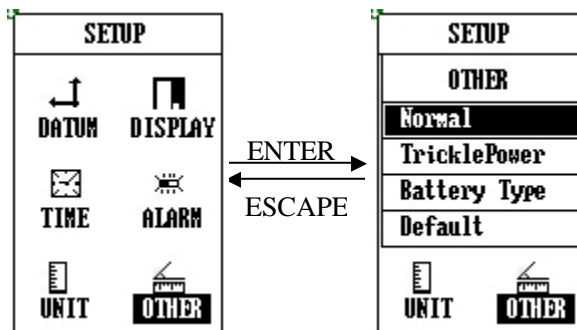 SETUP
DATUM DISPLAY
TIME ALARM
UNIT OTHER
ENTER
ESCAPE
SETUP
OTHER
Normal
TricklePower
Battery Type
Default
UNIT OTHER